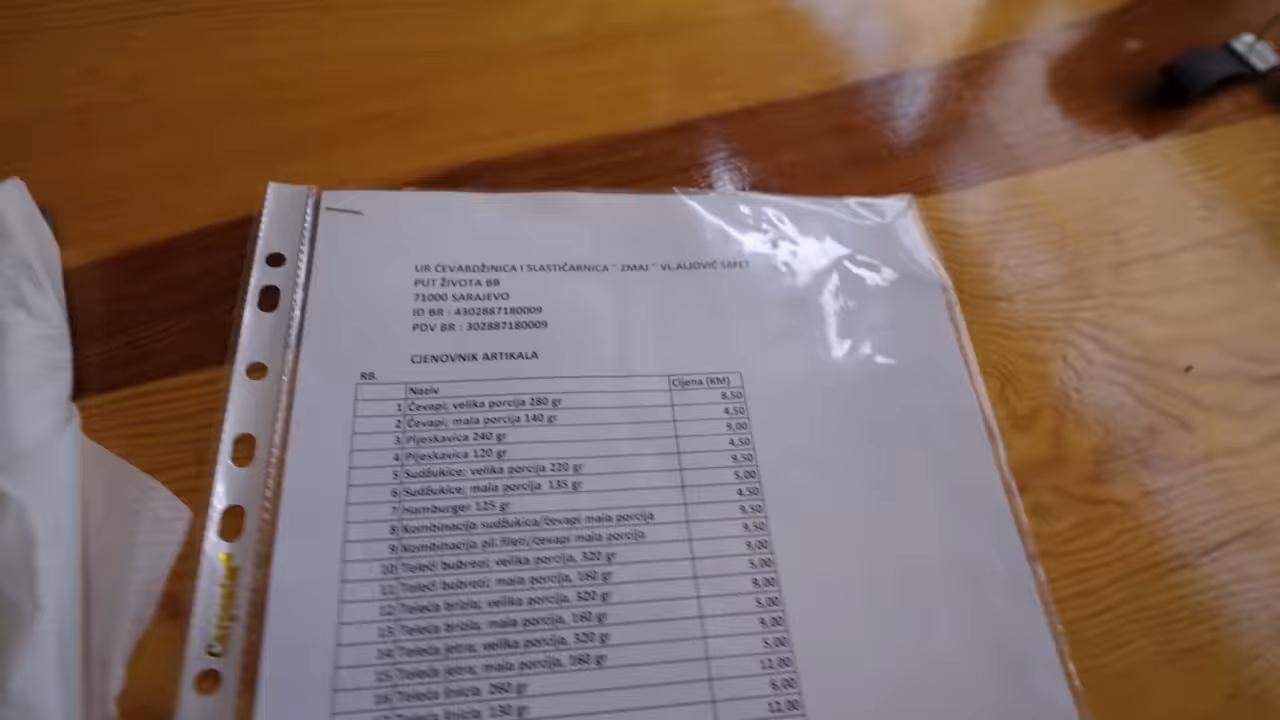 UR ĆEVABDŽINICA I SLASTIČARNICA " ZMAJ " VL.ALJOVIĆ SAFET
PUT ŽIVOTA BB
71000 SARAJEVO
ID BR : 4302887180009
PDV BR : 302887180009
CJENOVNIK ARTIKALA
RB. Naziv Cijena (KM)
1 Ćevapi; velika porcija 280 gr 8,50
2 Ćevapi; mala porcija 140 gr 4,50
3 Pljeskavica 240 gr 9,00
4 Pljeskavica 120 gr 4,50
5 Sudžukice; velika porcija 220 gr 9,50
6 Sudžukice; mala porcija 135 gr 5,00
7 Hamburger 125 gr 4,50
8 Kombinacija sudžukica/ćevapi mala porcija 9,50
9 Kombinacija pil.fileti/ćevapi mala porcija 9,50
10 Teleći bubrezi; velika porcija, 320 gr 9,00
11 Teleći bubrezi; mala porcija, 160 gr 5,00
12 Teleća brizla; velika porcija, 320 gr 9,00
13 Teleća brizla; mala porcija, 160 gr 5,00
14 Teleća jetra; velika porcija, 320 gr 9,00
15 Teleća jetra; mala porcija, 160 gr 5,00
16 Teleća šnicla 260 gr 12,00
17 Teleća šnicla 130 gr 6,00
12,00